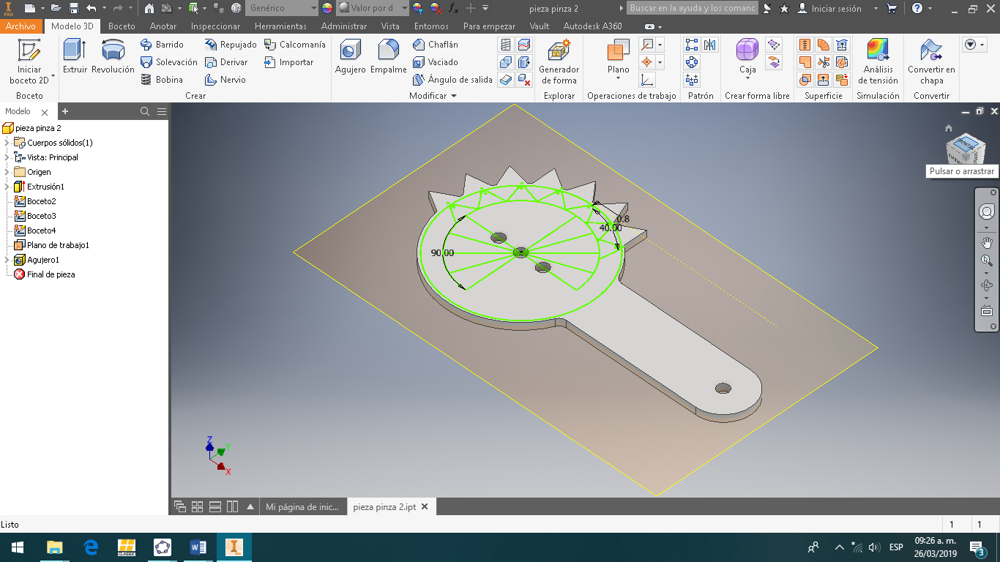 Genérico
Valor por d
pieza pinza 2
Buscar en la ayuda y los comanc
Iniciar sesión
PRO
Archivo
Modelo 3D
Boceto
Anotar
Inspeccionar
Herramientas
Administrar
Vista
Entornos
Para empezar
Vault
Autodesk A360
Iniciar
boceto 2D
Boceto
Extruir
Revolución
Barrido
Solevación
Bobina
Repujado
Derivar
Nervio
Calcomanía
Importar
Crear
Agujero
Empalme
Chaflán
Vaciado
Ángulo de salida
Modificar
Generador
de forma
Explorar
Plano
Operaciones de trabajo
Patrón
Caja
Crear forma libre
Superficie
Análisis
de tensión
Simulación
Convertir en
chapa
Convertir
Modelo
pieza pinza 2
Cuerpos sólidos(1)
Vista: Principal
Origen
Extrusión1
Boceto2
Boceto3
Boceto4
Plano de trabajo1
Agujero1
Final de pieza
Pulsar o arrastrar
0.8
40.00
90.00
Z
Y
X
Mi página de inic...
pieza pinza 2.ipt
Listo
1
1
CLASSIC
PRO
ESP
09:26 a. m.
26/03/2019
3